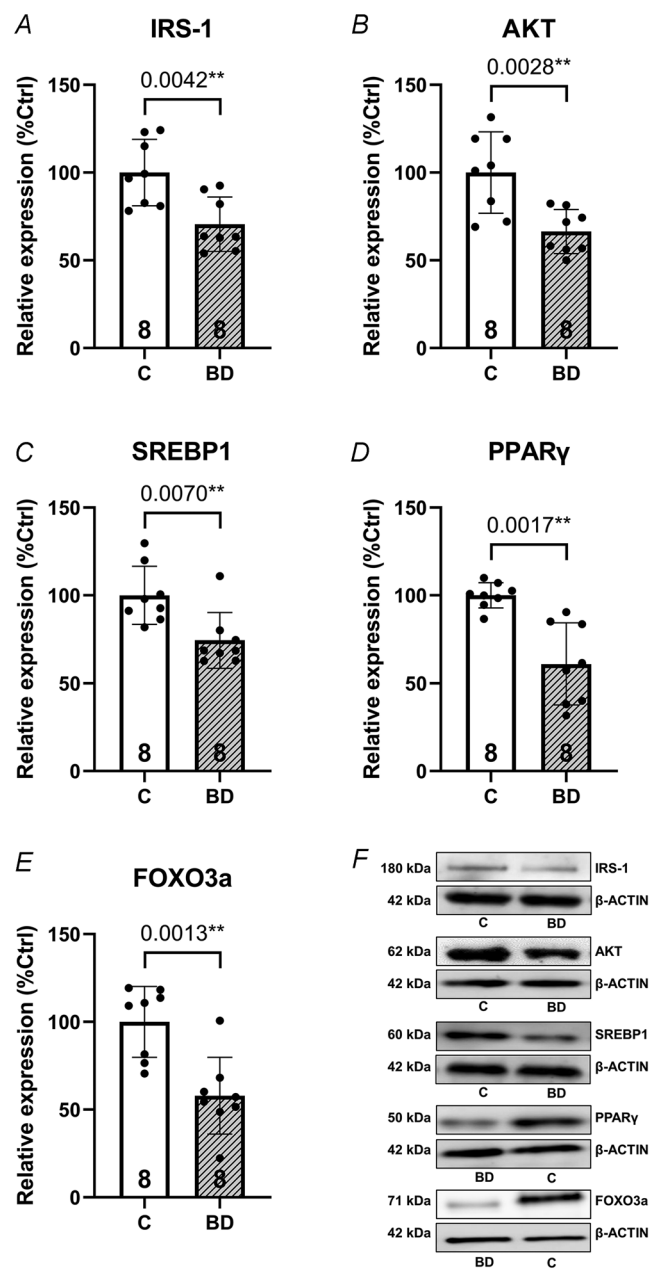 A
IRS-1
0.0042**
Relative expression (%Ctrl)
150
100
50
0
8
8
C
BD
B
AKT
0.0028**
Relative expression (%Ctrl)
150
100
50
0
8
8
C
BD
C
SREBP1
0.0070**
Relative expression (%Ctrl)
150
100
50
0
8
8
C
BD
D
PPARγ
0.0017**
Relative expression (%Ctrl)
150
100
50
0
8
8
C
BD
E
FOXO3a
0.0013**
Relative expression (%Ctrl)
150
100
50
0
8
8
C
BD
F
180 kDa IRS-1
42 kDa β-ACTIN
C BD
62 kDa AKT
42 kDa β-ACTIN
C BD
60 kDa SREBP1
42 kDa β-ACTIN
C BD
50 kDa PPARγ
42 kDa β-ACTIN
BD C
71 kDa FOXO3a
42 kDa β-ACTIN
BD C